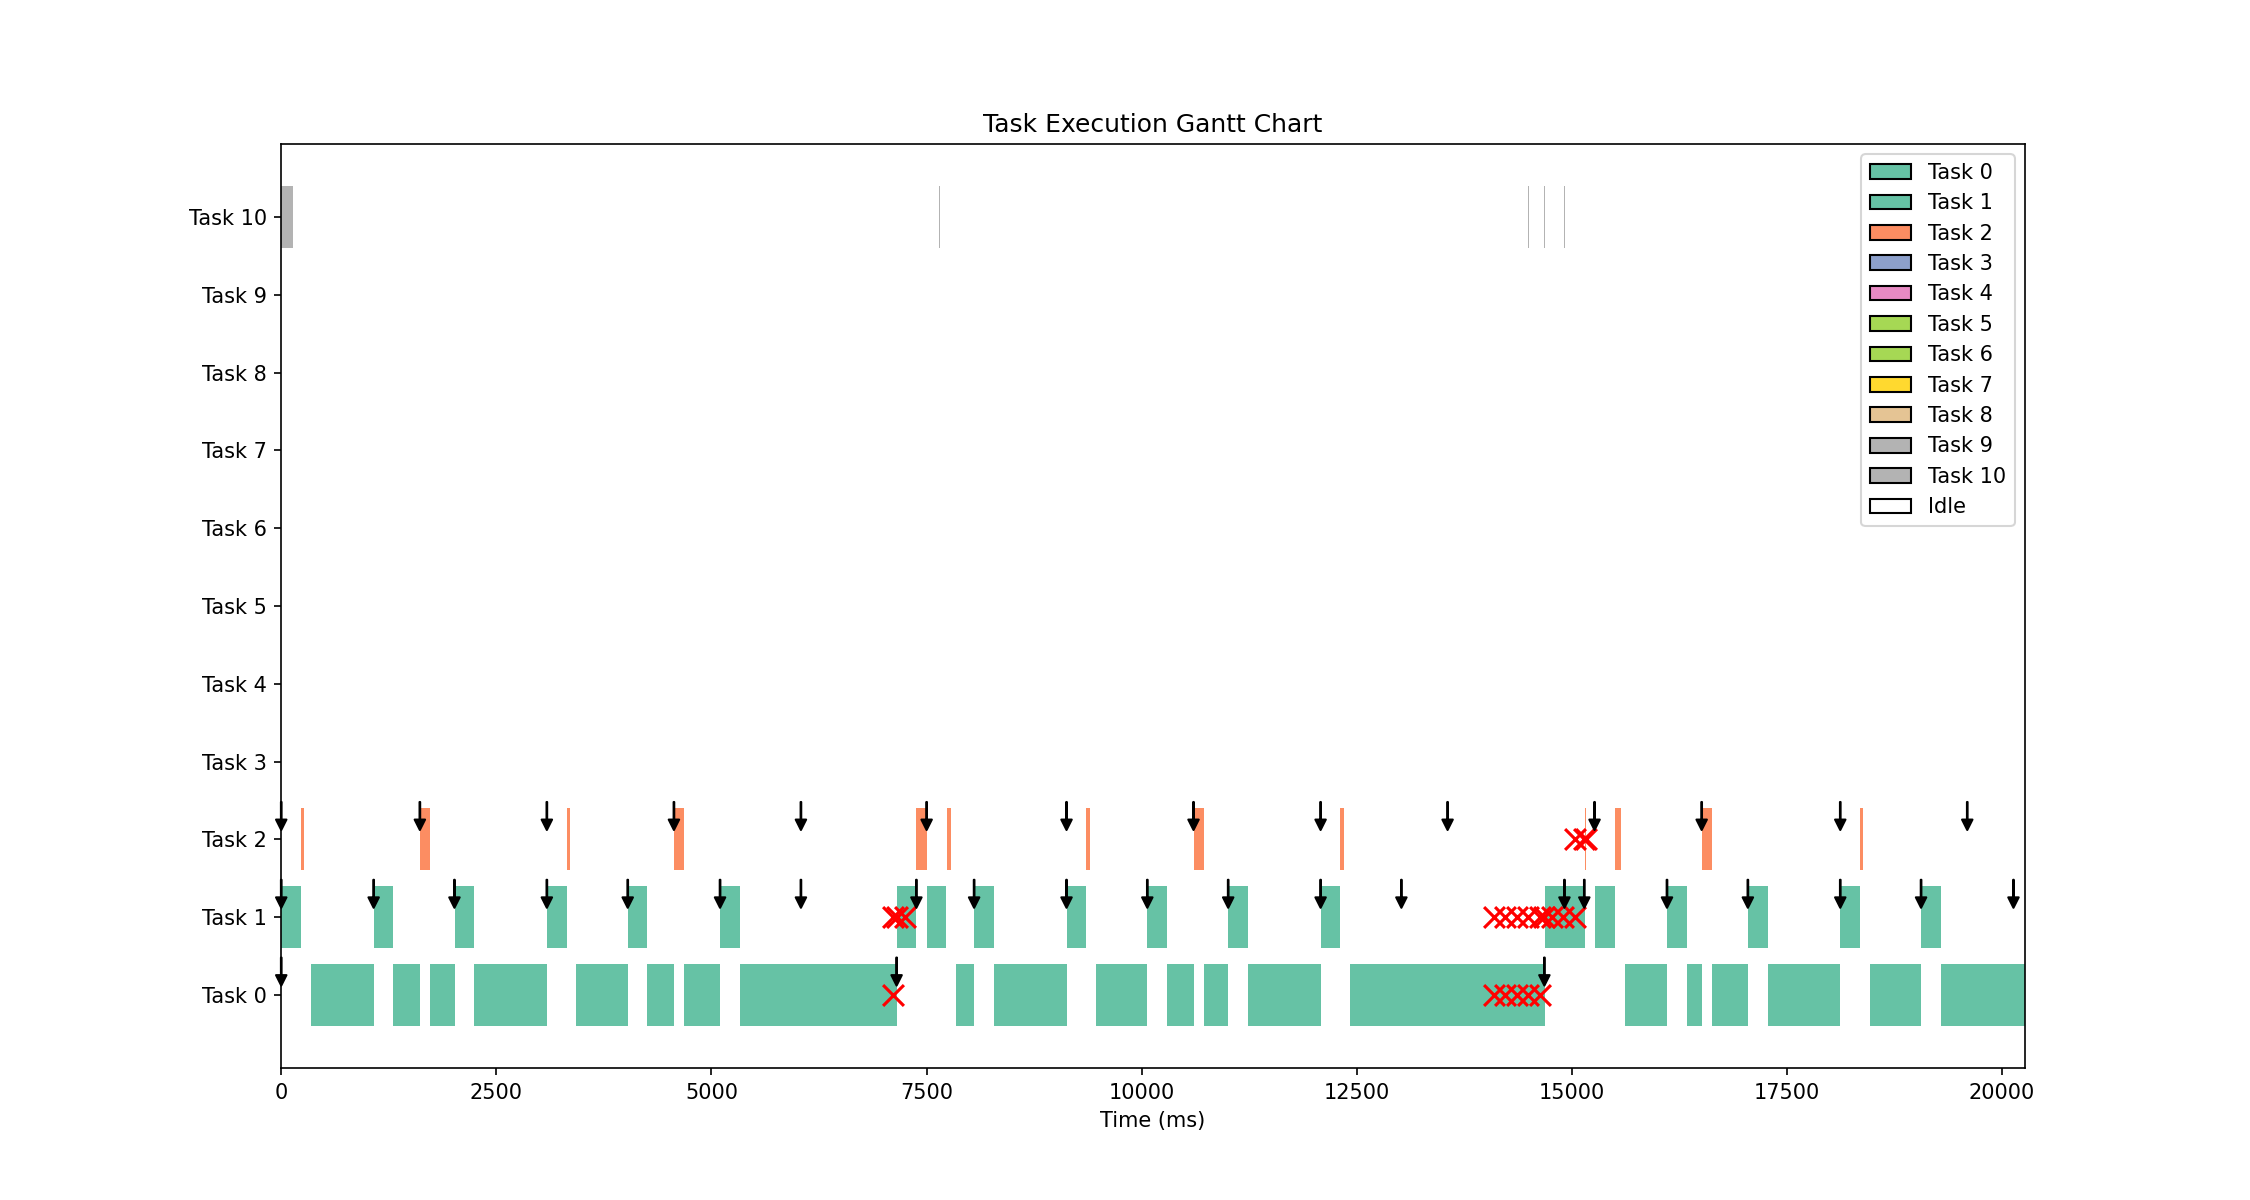 Task Execution Gantt Chart
Task 10
Task 9
Task 8
Task 7
Task 6
Task 5
Task 4
Task 3
Task 2
Task 1
Task 0
Task 0
Task 1
Task 2
Task 3
Task 4
Task 5
Task 6
Task 7
Task 8
Task 9
Task 10
Idle
0 2500 5000 7500 10000 12500 15000 17500 20000
Time (ms)